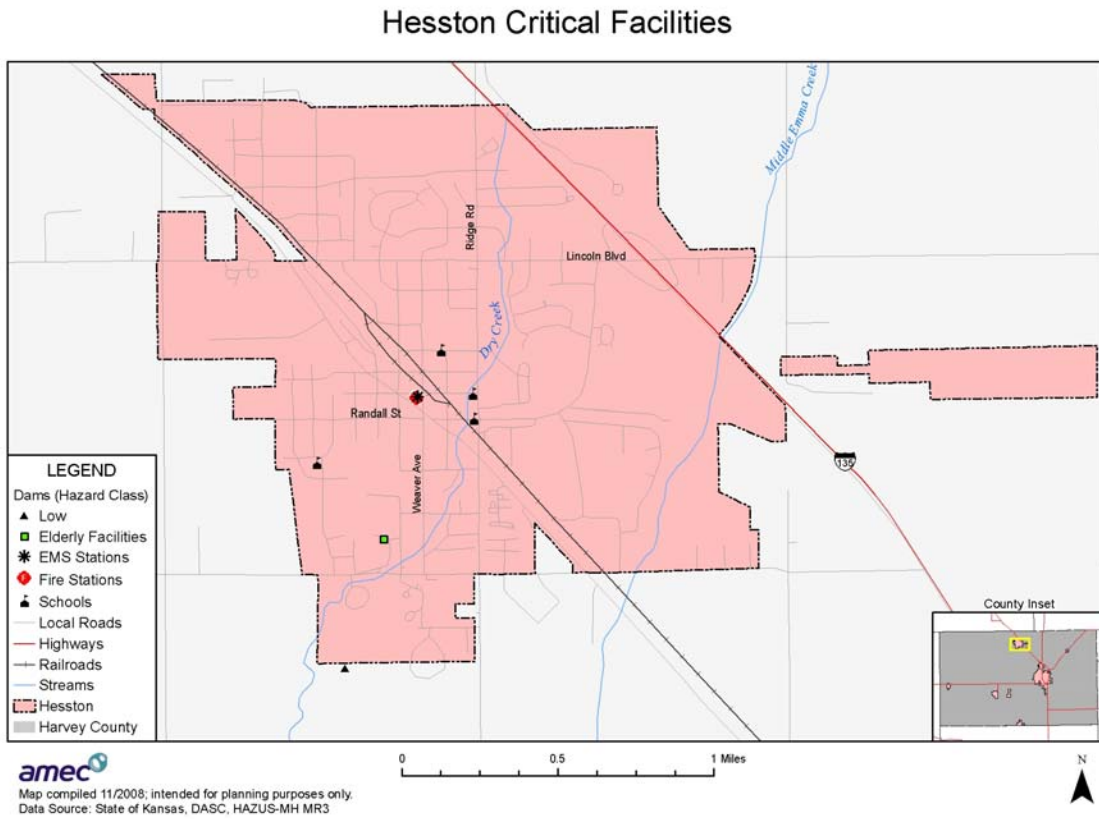 Hesston Critical Facilities
Middle Emma Creek
Ridge Rd
Lincoln Blvd
Dry Creek
Randall St
Weaver Ave
135
LEGEND
Dams (Hazard Class)
Low
Elderly Facilities
EMS Stations
F
Fire Stations
Schools
Local Roads
Highways
Railroads
Streams
Hesston
Harvey County
County Inset
amec
0 0.5 1 Miles
N
Map compiled 11/2008; intended for planning purposes only.
Data Source: State of Kansas, DASC, HAZUS-MH MR3